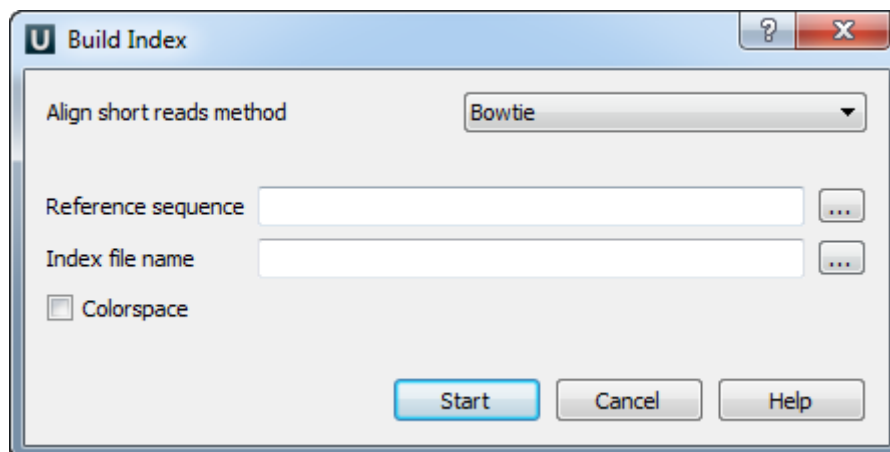 U Build Index
?
Align short reads method Bowtie
Reference sequence ...
Index file name ...
Colorspace
Start Cancel Help